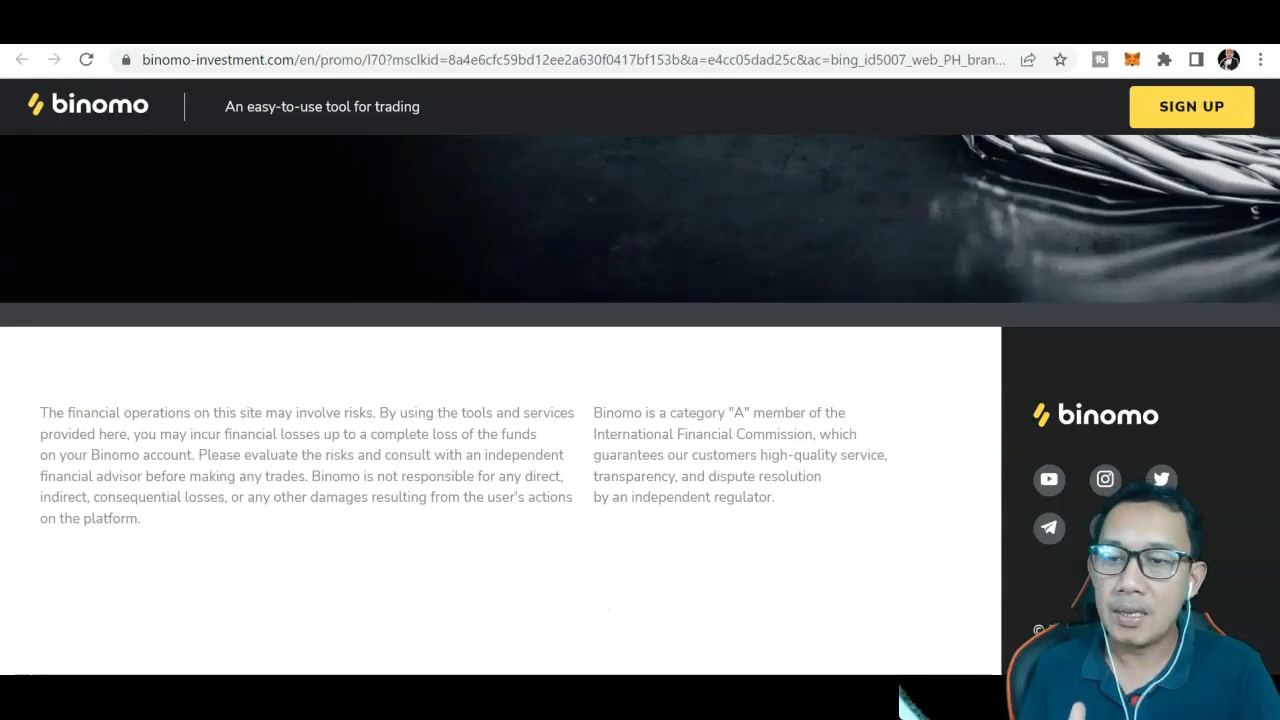 binomo-investment.com/en/promo/l70?msclkid=8a4e6cfc59bd12ee2a630f0417bf153b&a=e4cc05dad25c&ac=bing_id5007_web_PH_bran...
binomo
An easy-to-use tool for trading
SIGN UP
The financial operations on this site may involve risks. By using the tools and services
provided here, you may incur financial losses up to a complete loss of the funds
on your Binomo account. Please evaluate the risks and consult with an independent
financial advisor before making any trades. Binomo is not responsible for any direct,
indirect, consequential losses, or any other damages resulting from the user's actions
on the platform.
Binomo is a category "A" member of the
International Financial Commission, which
guarantees our customers high-quality service,
transparency, and dispute resolution
by an independent regulator.
binomo
©